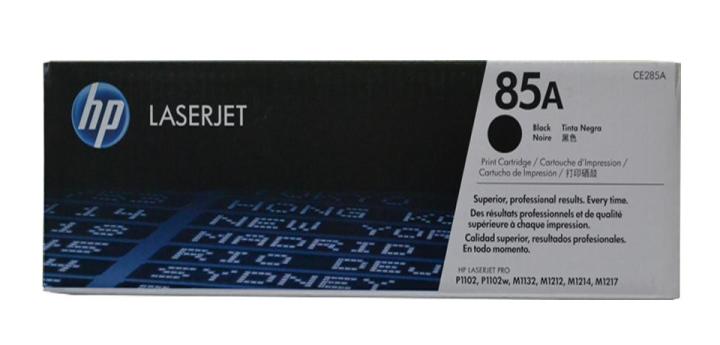 hp
LASERJET
85A
CE285A
Black Tinta Negra
Noire 黑色
Print Cartridge / Cartouche d'Impression /
Cartucho de Impresión / 打印硒鼓
Superior, professional results. Every time.
Des résultats professionnels et de qualité
supérieure à chaque impression.
Calidad superior, resultados profesionales.
En todo momento.
HP LASERJET PRO
P1102, P1102w, M1132, M1212, M1214, M1217
HONG KO
NEW YOR
MADRID
RIO DEJ
SYDNEY